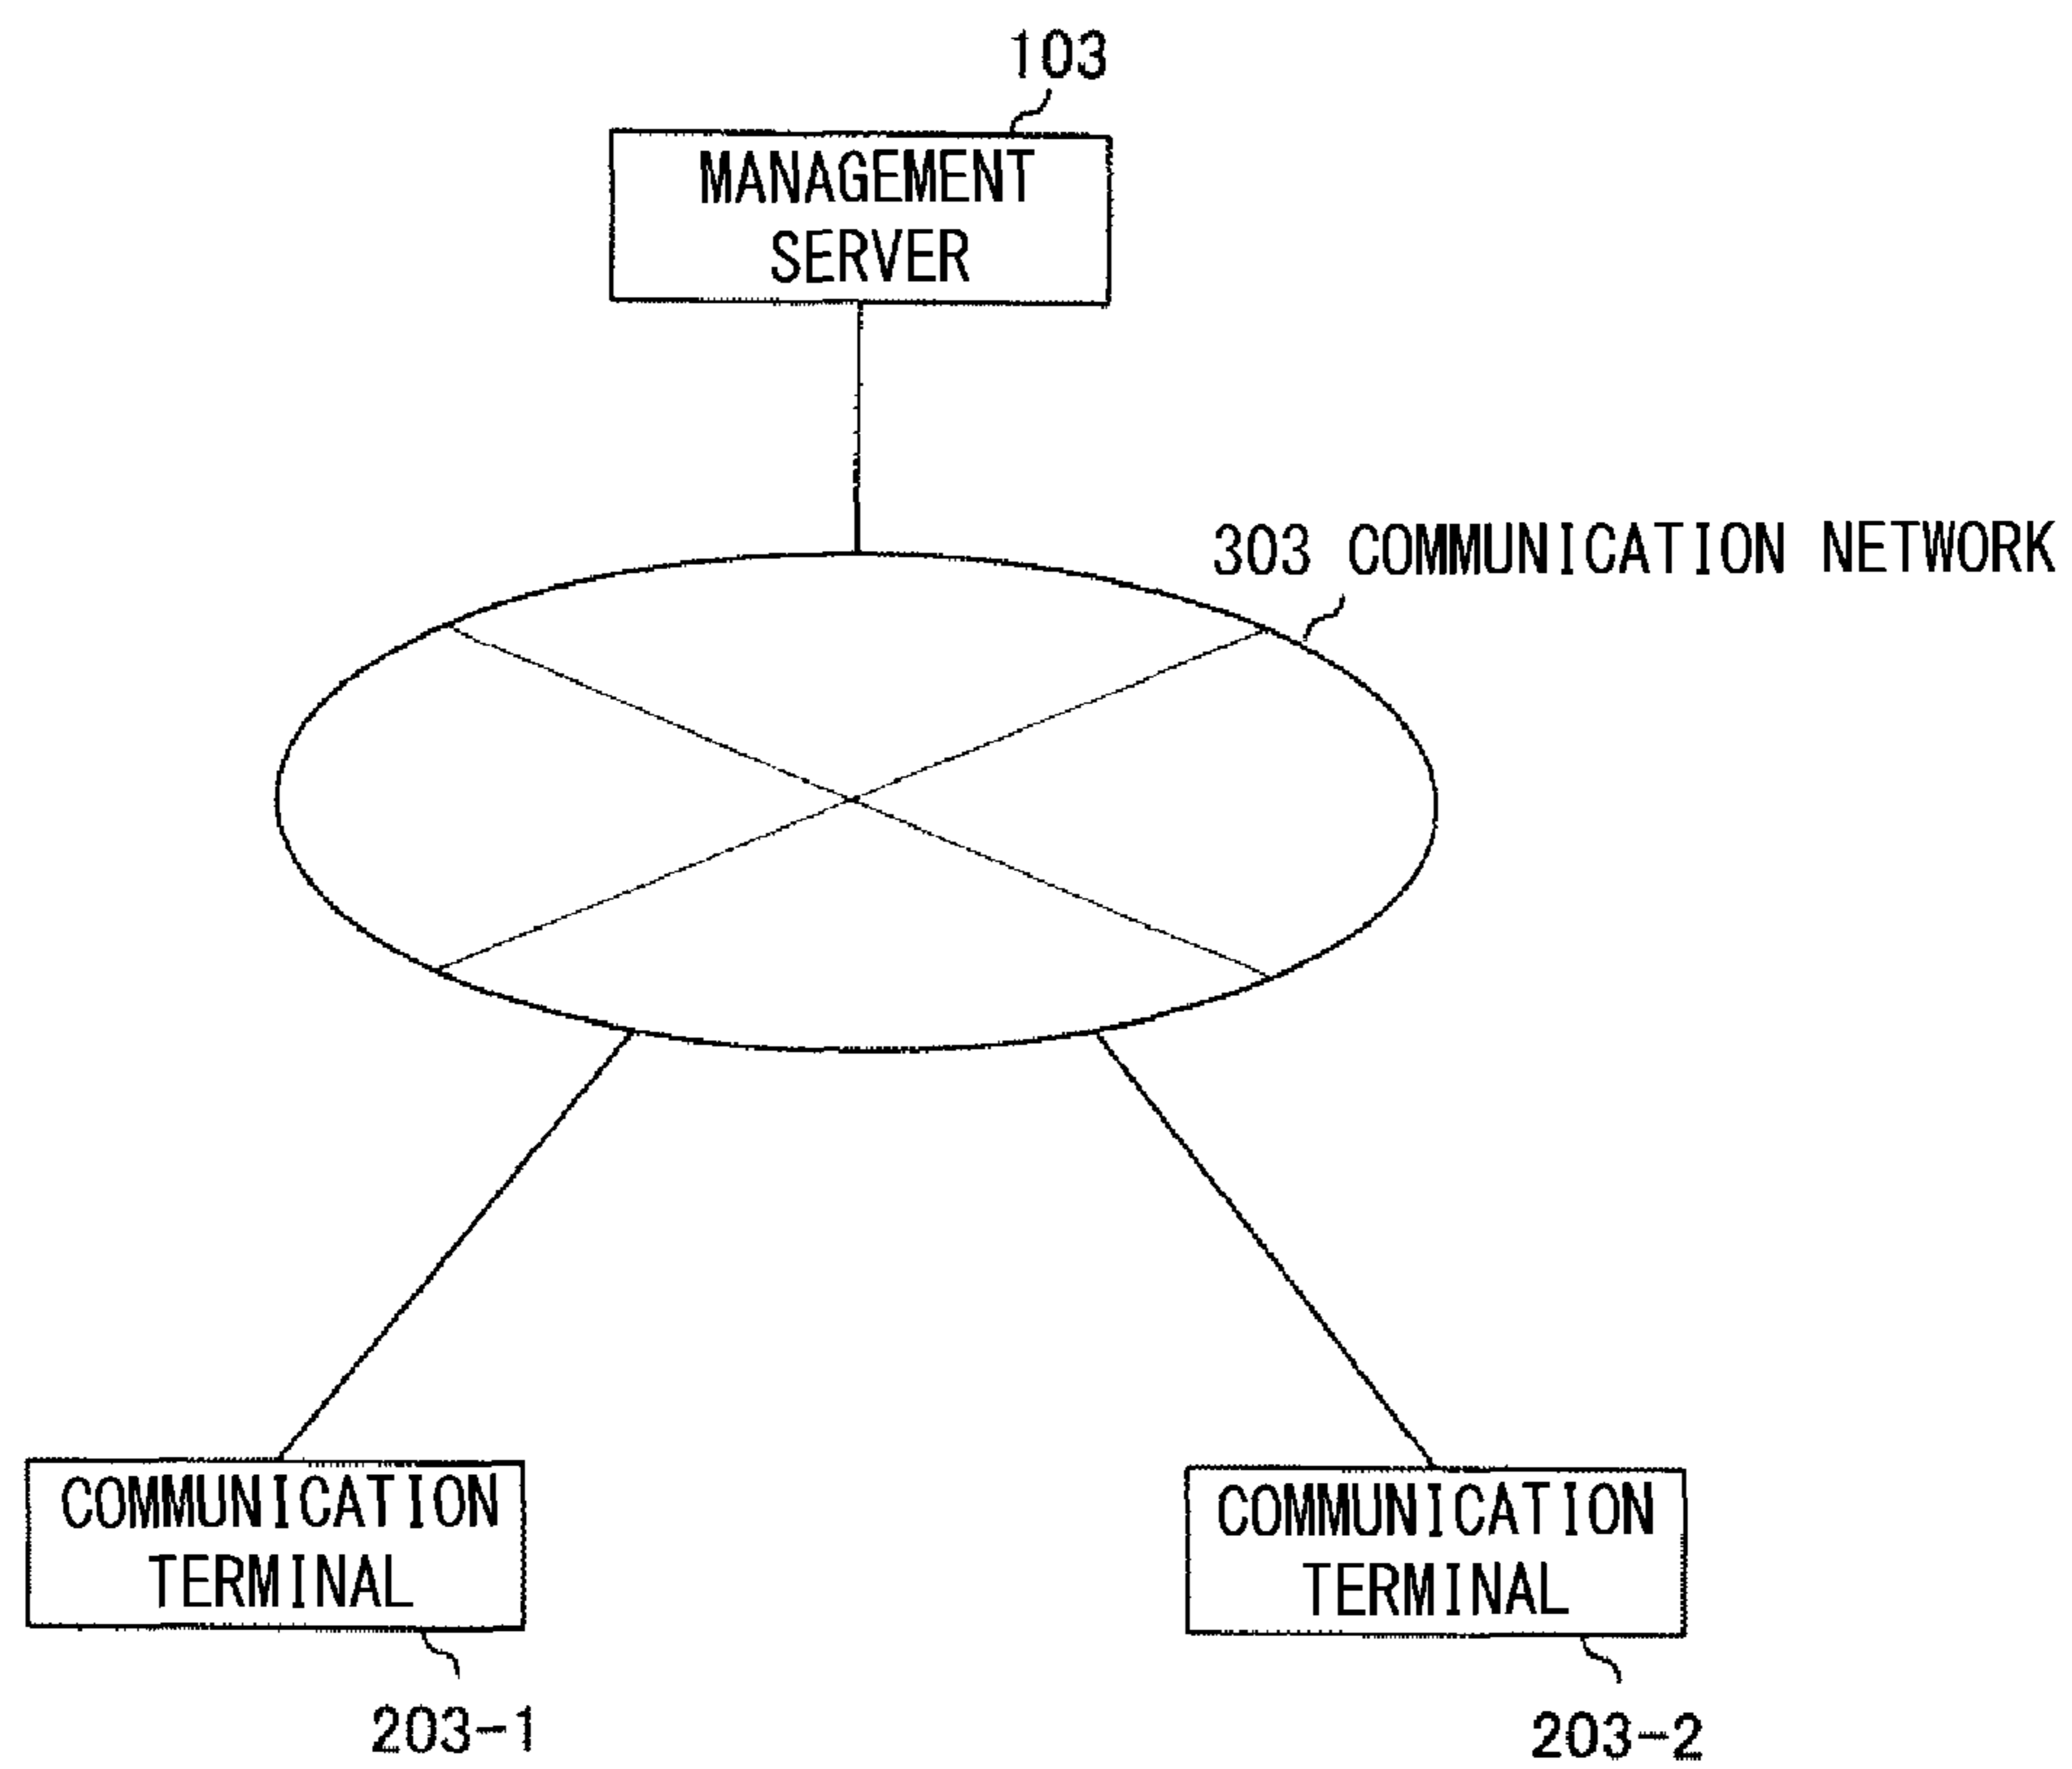 103
MANAGEMENT
SERVER
303 COMMUNICATION NETWORK
COMMUNICATION
TERMINAL
203-1
COMMUNICATION
TERMINAL
203-2